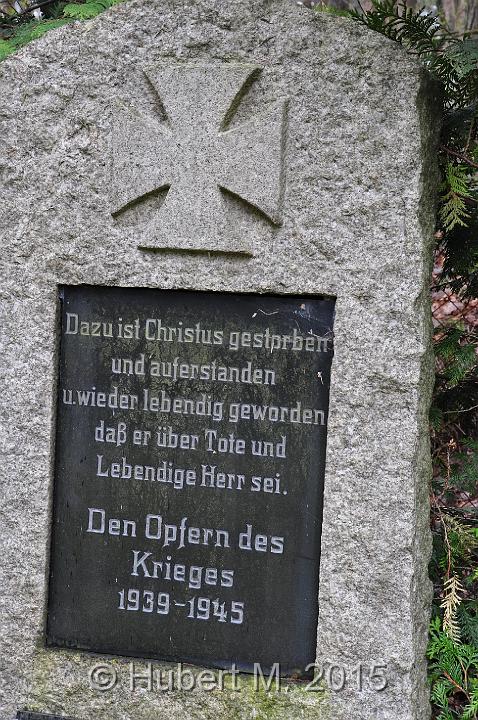 Dazu ist Christus gestorben
und auferstanden
u.wieder lebendig geworden
daß er über Tote und
Lebendige Herr sei.
Den Opfern des
Krieges
1939-1945
© Hubert M. 2015